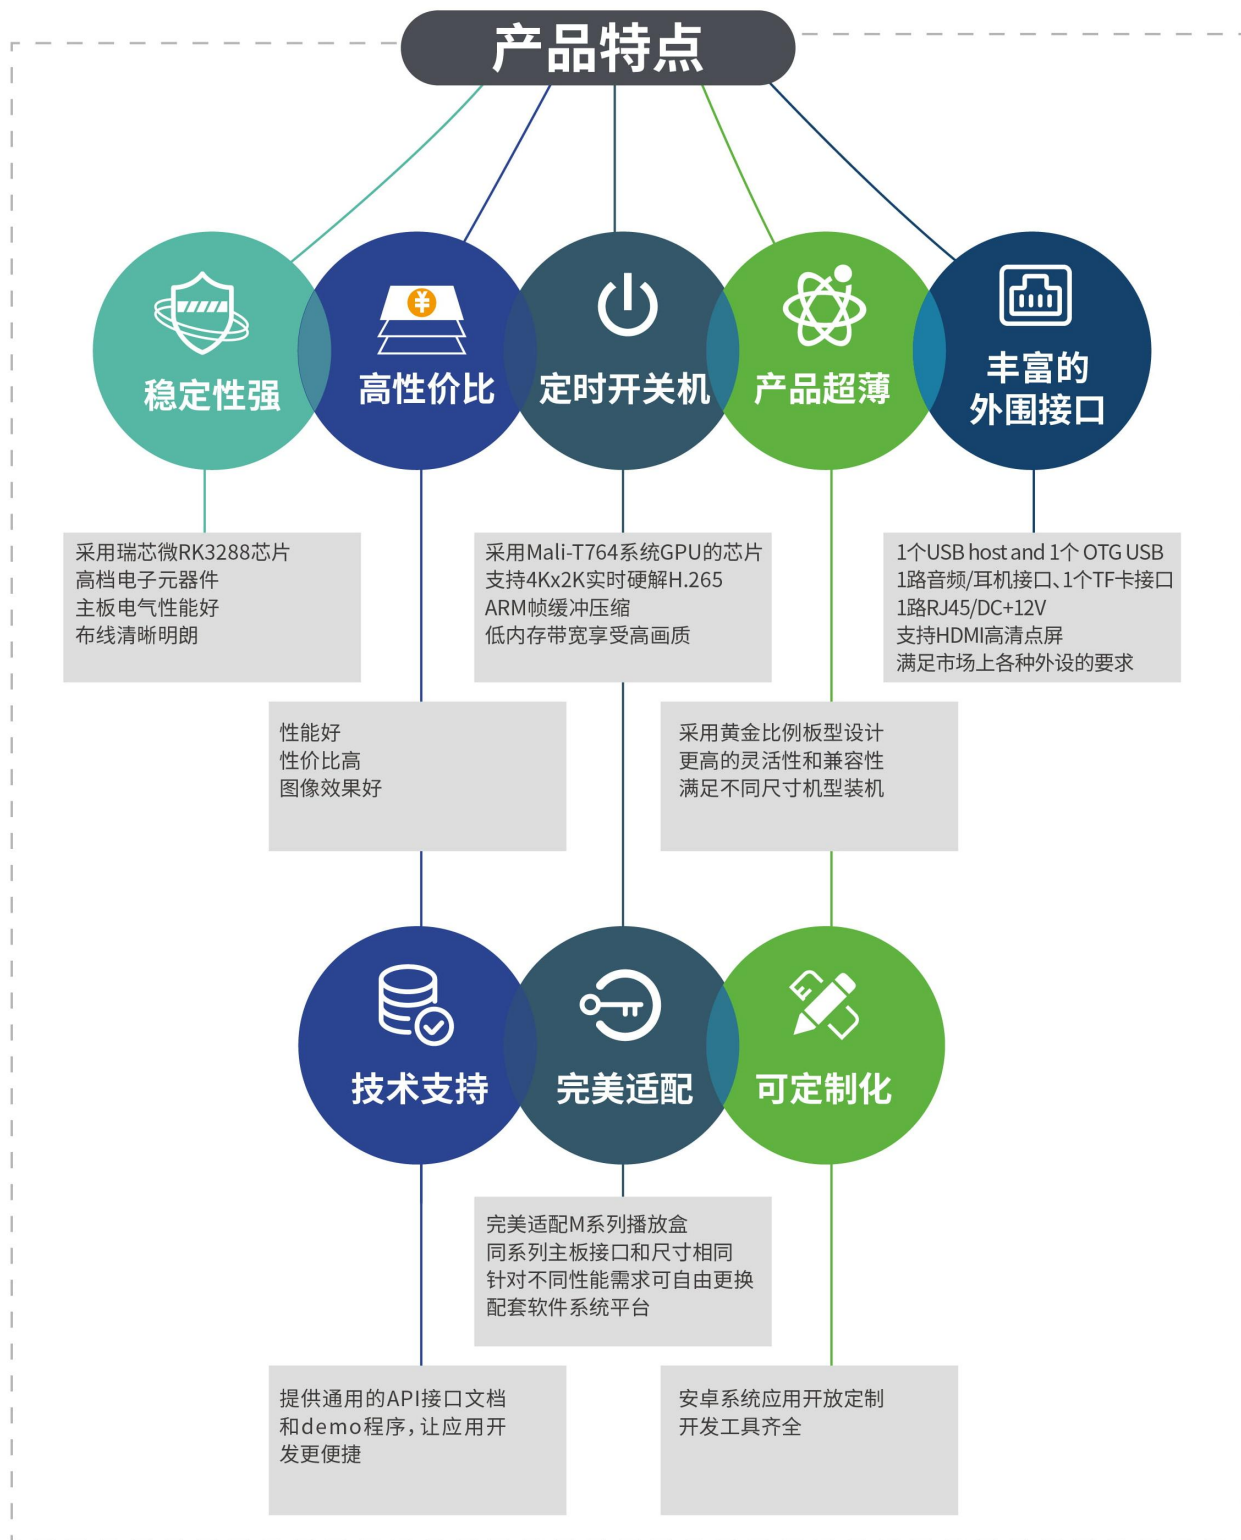 产品特点
稳定性强
高性价比
定时开关机
产品超薄
丰富的
外围接口
采用瑞芯微RK3288芯片
高档电子元器件
主板电气性能好
布线清晰明朗
采用Mali-T764系统GPU的芯片
支持4Kx2K实时硬解H.265
ARM帧缓冲压缩
低内存带宽享受高画质
1个USB host and 1个 OTG USB
1路音频/耳机接口、1个TF卡接口
1路RJ45/DC+12V
支持HDMI高清点屏
满足市场上各种外设的要求
性能好
性价比高
图像效果好
采用黄金比例板型设计
更高的灵活性和兼容性
满足不同尺寸机型装机
技术支持
完美适配
可定制化
完美适配M系列播放盒
同系列主板接口和尺寸相同
针对不同性能需求可自由更换
配套软件系统平台
提供通用的API接口文档
和demo程序,让应用开
发更便捷
安卓系统应用开放定制
开发工具齐全